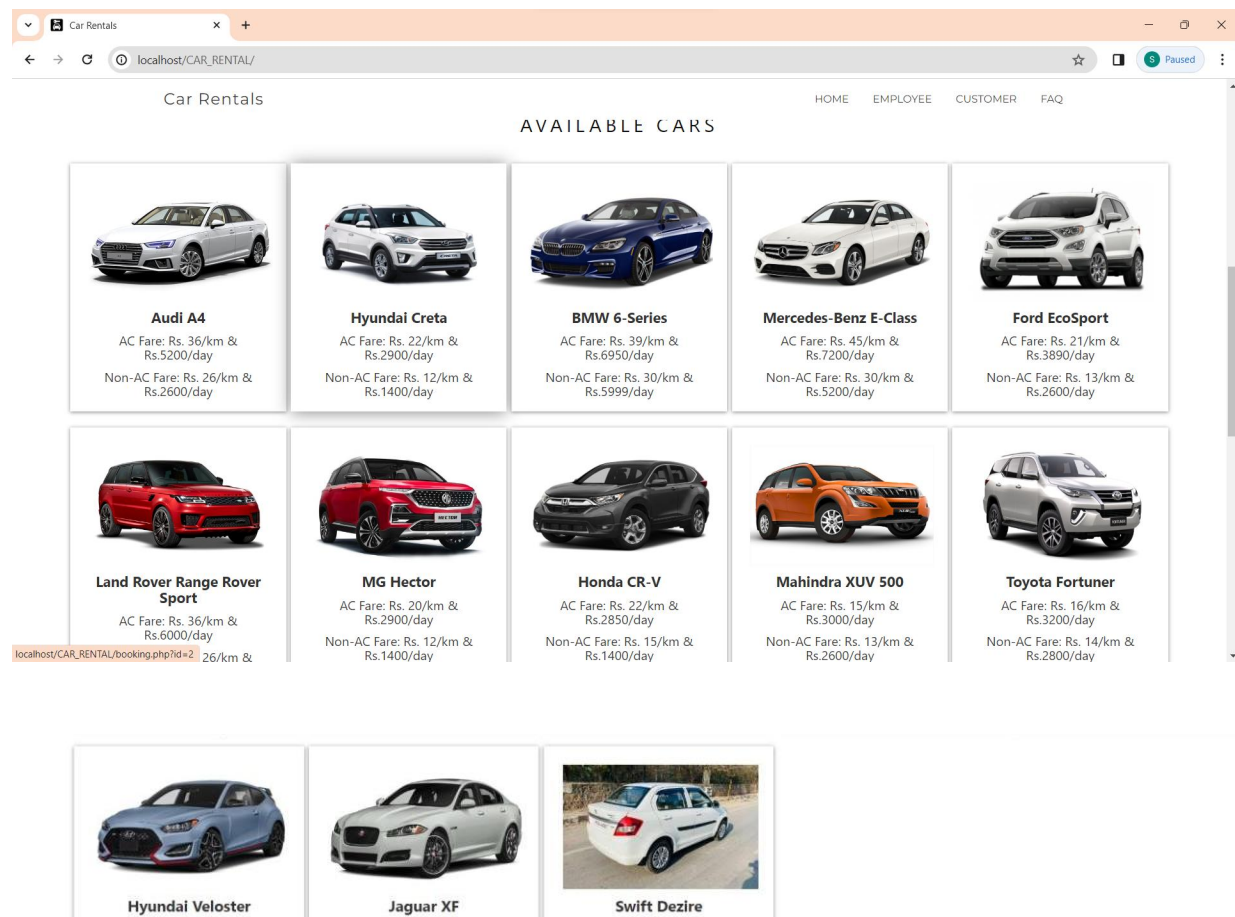 Car Rentals
localhost/CAR_RENTAL/
S Paused
Car Rentals
HOME EMPLOYEE CUSTOMER FAQ
AVAILABLE CARS
Audi A4
AC Fare: Rs. 36/km &
Rs.5200/day
Non-AC Fare: Rs. 26/km &
Rs.2600/day
Hyundai Creta
AC Fare: Rs. 22/km &
Rs.2900/day
Non-AC Fare: Rs. 12/km &
Rs.1400/day
BMW 6-Series
AC Fare: Rs. 39/km &
Rs.6950/day
Non-AC Fare: Rs. 30/km &
Rs.5999/day
Mercedes-Benz E-Class
AC Fare: Rs. 45/km &
Rs.7200/day
Non-AC Fare: Rs. 30/km &
Rs.5200/day
Ford EcoSport
AC Fare: Rs. 21/km &
Rs.3890/day
Non-AC Fare: Rs. 13/km &
Rs.2600/day
Land Rover Range Rover
Sport
AC Fare: Rs. 36/km &
Rs.6000/day
26/km &
HECTOR
MG Hector
AC Fare: Rs. 20/km &
Rs.2900/day
Non-AC Fare: Rs. 12/km &
Rs.1400/day
Honda CR-V
AC Fare: Rs. 22/km &
Rs.2850/day
Non-AC Fare: Rs. 15/km &
Rs.1400/day
Mahindra XUV 500
AC Fare: Rs. 15/km &
Rs.3000/day
Non-AC Fare: Rs. 13/km &
Rs.2600/day
Toyota Fortuner
AC Fare: Rs. 16/km &
Rs.3200/day
Non-AC Fare: Rs. 14/km &
Rs.2800/day
localhost/CAR_RENTAL/booking.php?id=2
Hyundai Veloster
Jaguar XF
Swift Dezire